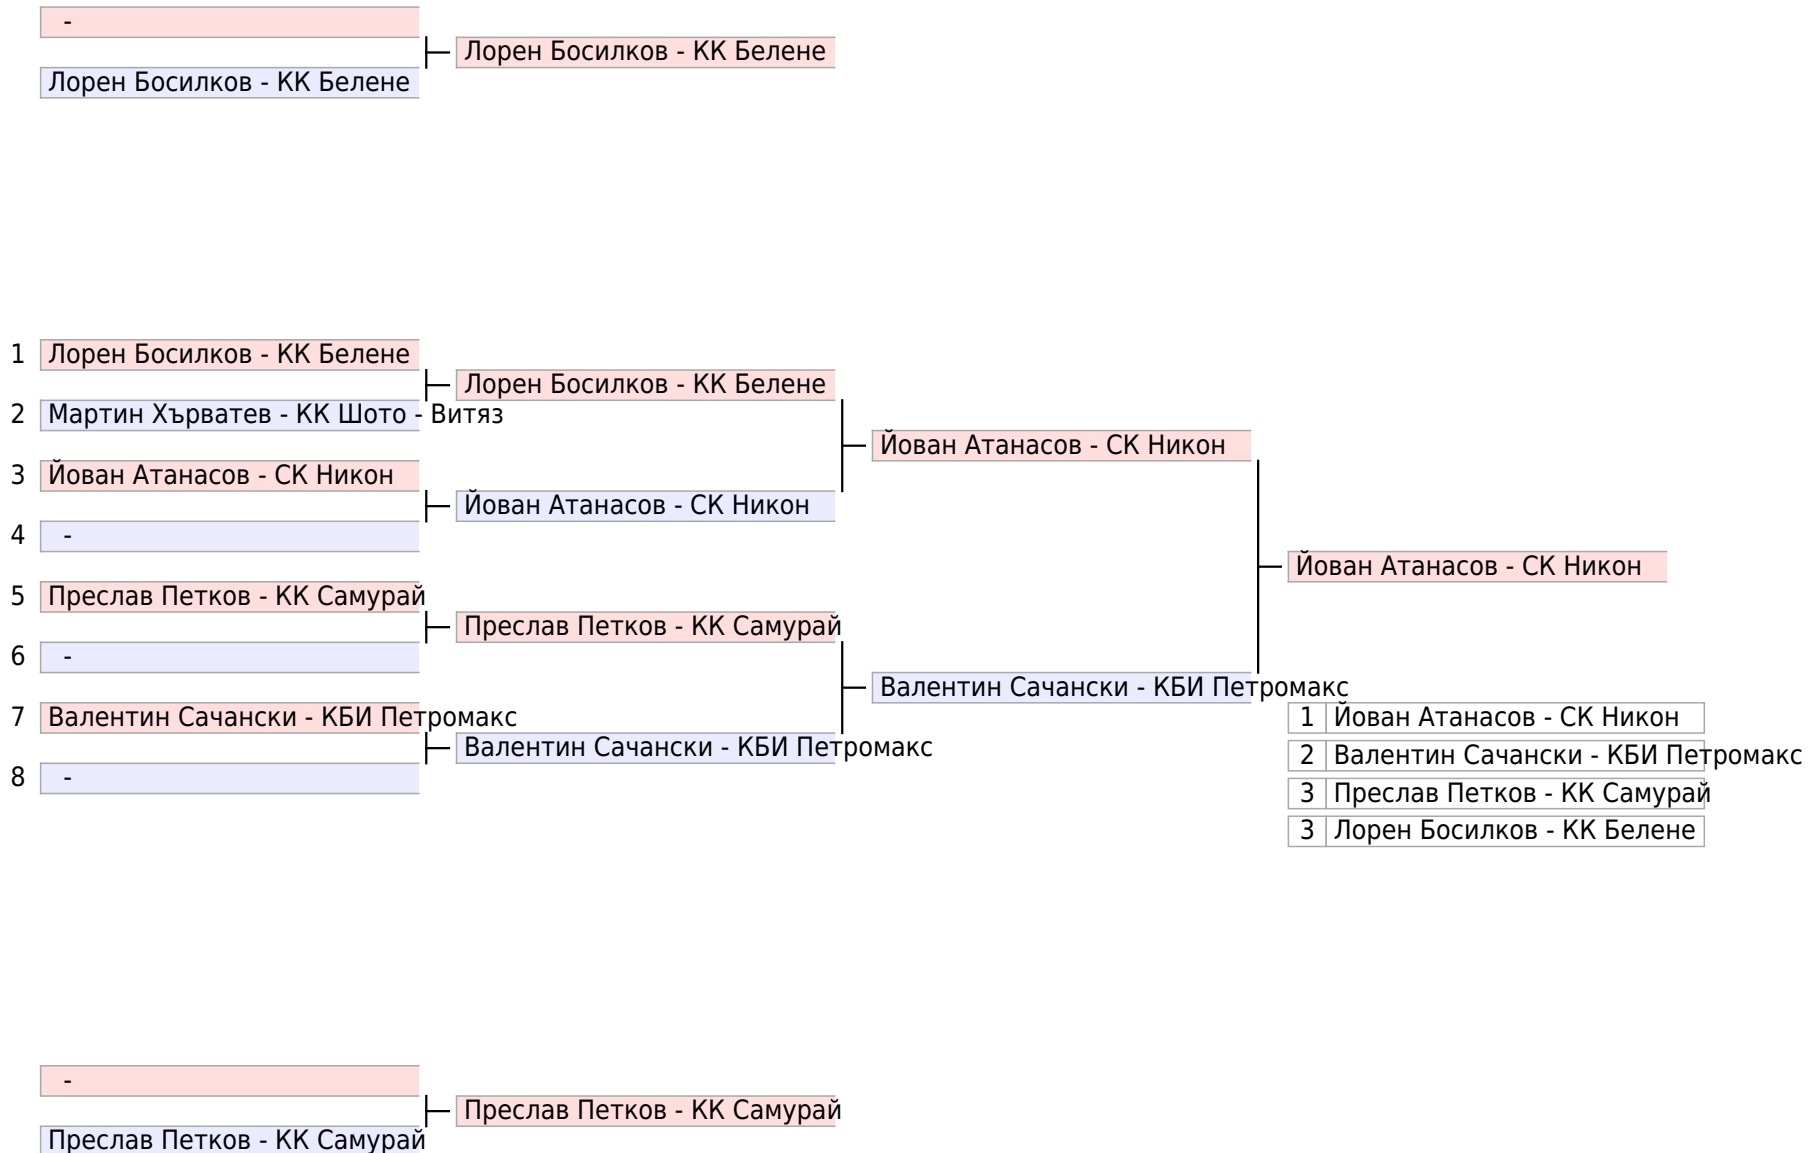 -
Лорен Босилков - КК Белене
Лорен Босилков - КК Белене
1 Лорен Босилков - КК Белене
Лорен Босилков - КК Белене
2 Мартин Хърватев - КК Шото - Витяз
Йован Атанасов - СК Никон
3 Йован Атанасов - СК Никон
Йован Атанасов - СК Никон
4 -
Йован Атанасов - СК Никон
5 Преслав Петков - КК Самурай
Преслав Петков - КК Самурай
6 -
Валентин Сачански - КБИ Петромакс
7 Валентин Сачански - КБИ Петромакс
1 Йован Атанасов - СК Никон
Валентин Сачански - КБИ Петромакс
2 Валентин Сачански - КБИ Петромакс
8 -
3 Преслав Петков - КК Самурай
3 Лорен Босилков - КК Белене
-
Преслав Петков - КК Самурай
Преслав Петков - КК Самурай